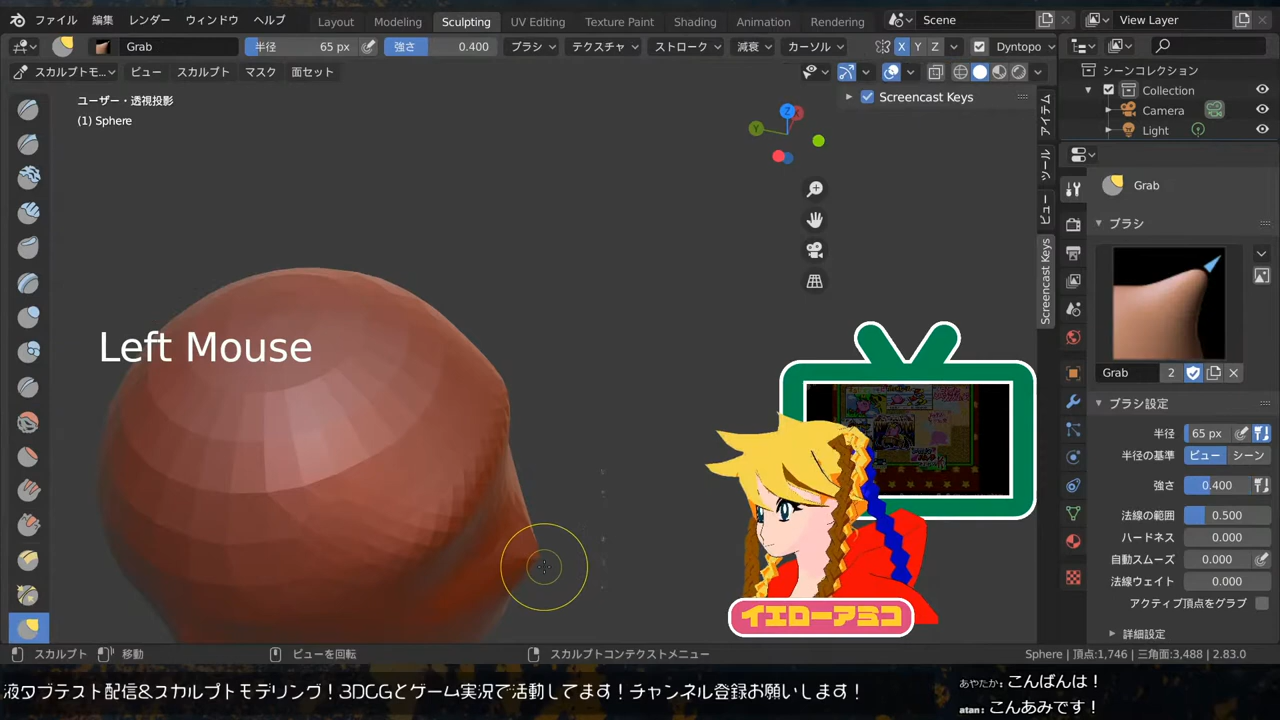 ファイル 編集 レンダー ウィンドウ ヘルプ Layout Modeling Sculpting UV Editing Texture Paint Shading Animation Rendering Scene View Layer
Grab 半径 65 px 強さ 0.400 ブラシ テクスチャ ストローク 減衰 カーソル X Y Z Dyntopo
スカルプトモ... ビュー スカルプト マスク 面セット
シーンコレクション
Collection
Camera
Light
ユーザー・透視投影
(1) Sphere
Screencast Keys
Z
Y
アイテム
ツール
ビュー
Screencast Keys
Left Mouse
Grab
ブラシ
Grab 2
ブラシ設定
半径 65 px
半径の基準 ビュー シーン
強さ 0.400
法線の範囲 0.500
ハードネス 0.000
自動スムーズ 0.000
法線ウェイト 0.000
アクティブ頂点をグラブ
詳細設定
イエローアミコ
スカルプト 移動 ビューを回転 スカルプトコンテクストメニュー Sphere | 頂点:1,746 | 三角面:3,488 | 2.83.0
液タブテスト配信&スカルプトモデリング！3DCGとゲーム実況で活動してます！チャンネル登録お願いします！
あやたか: こんばんは！
atan: こんあみです！